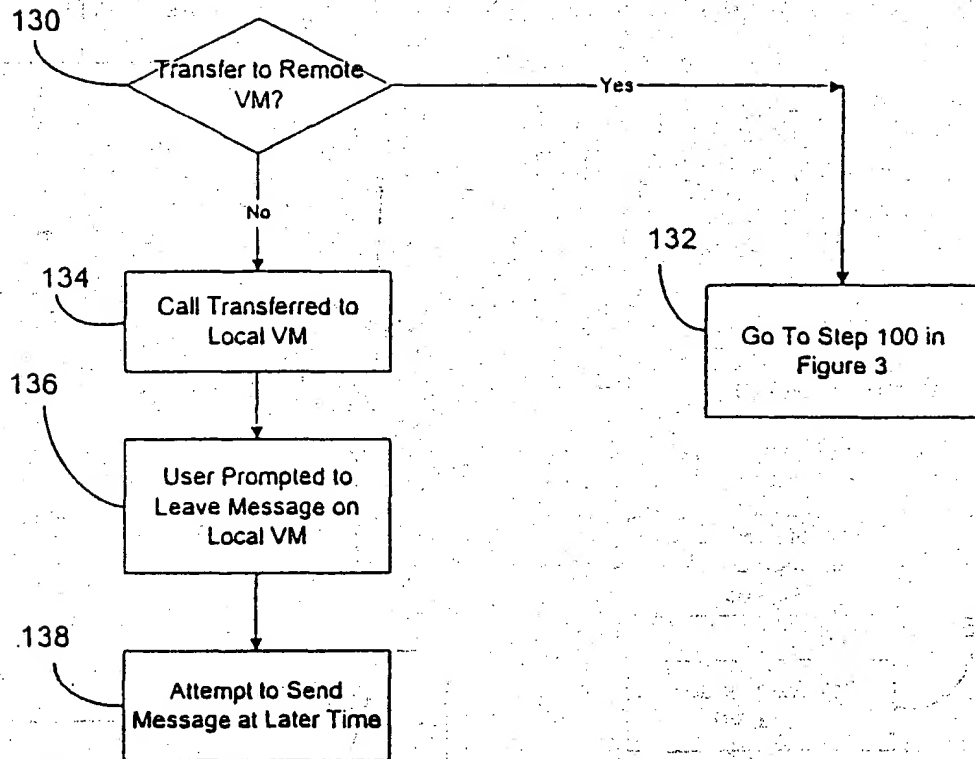 130
Transfer to Remote
VM?
Yes
No
132
134
Call Transferred to
Local VM
Go To Step 100 in
Figure 3
136
User Prompted to
Leave Message on
Local VM
138
Attempt to Send
Message at Later Time